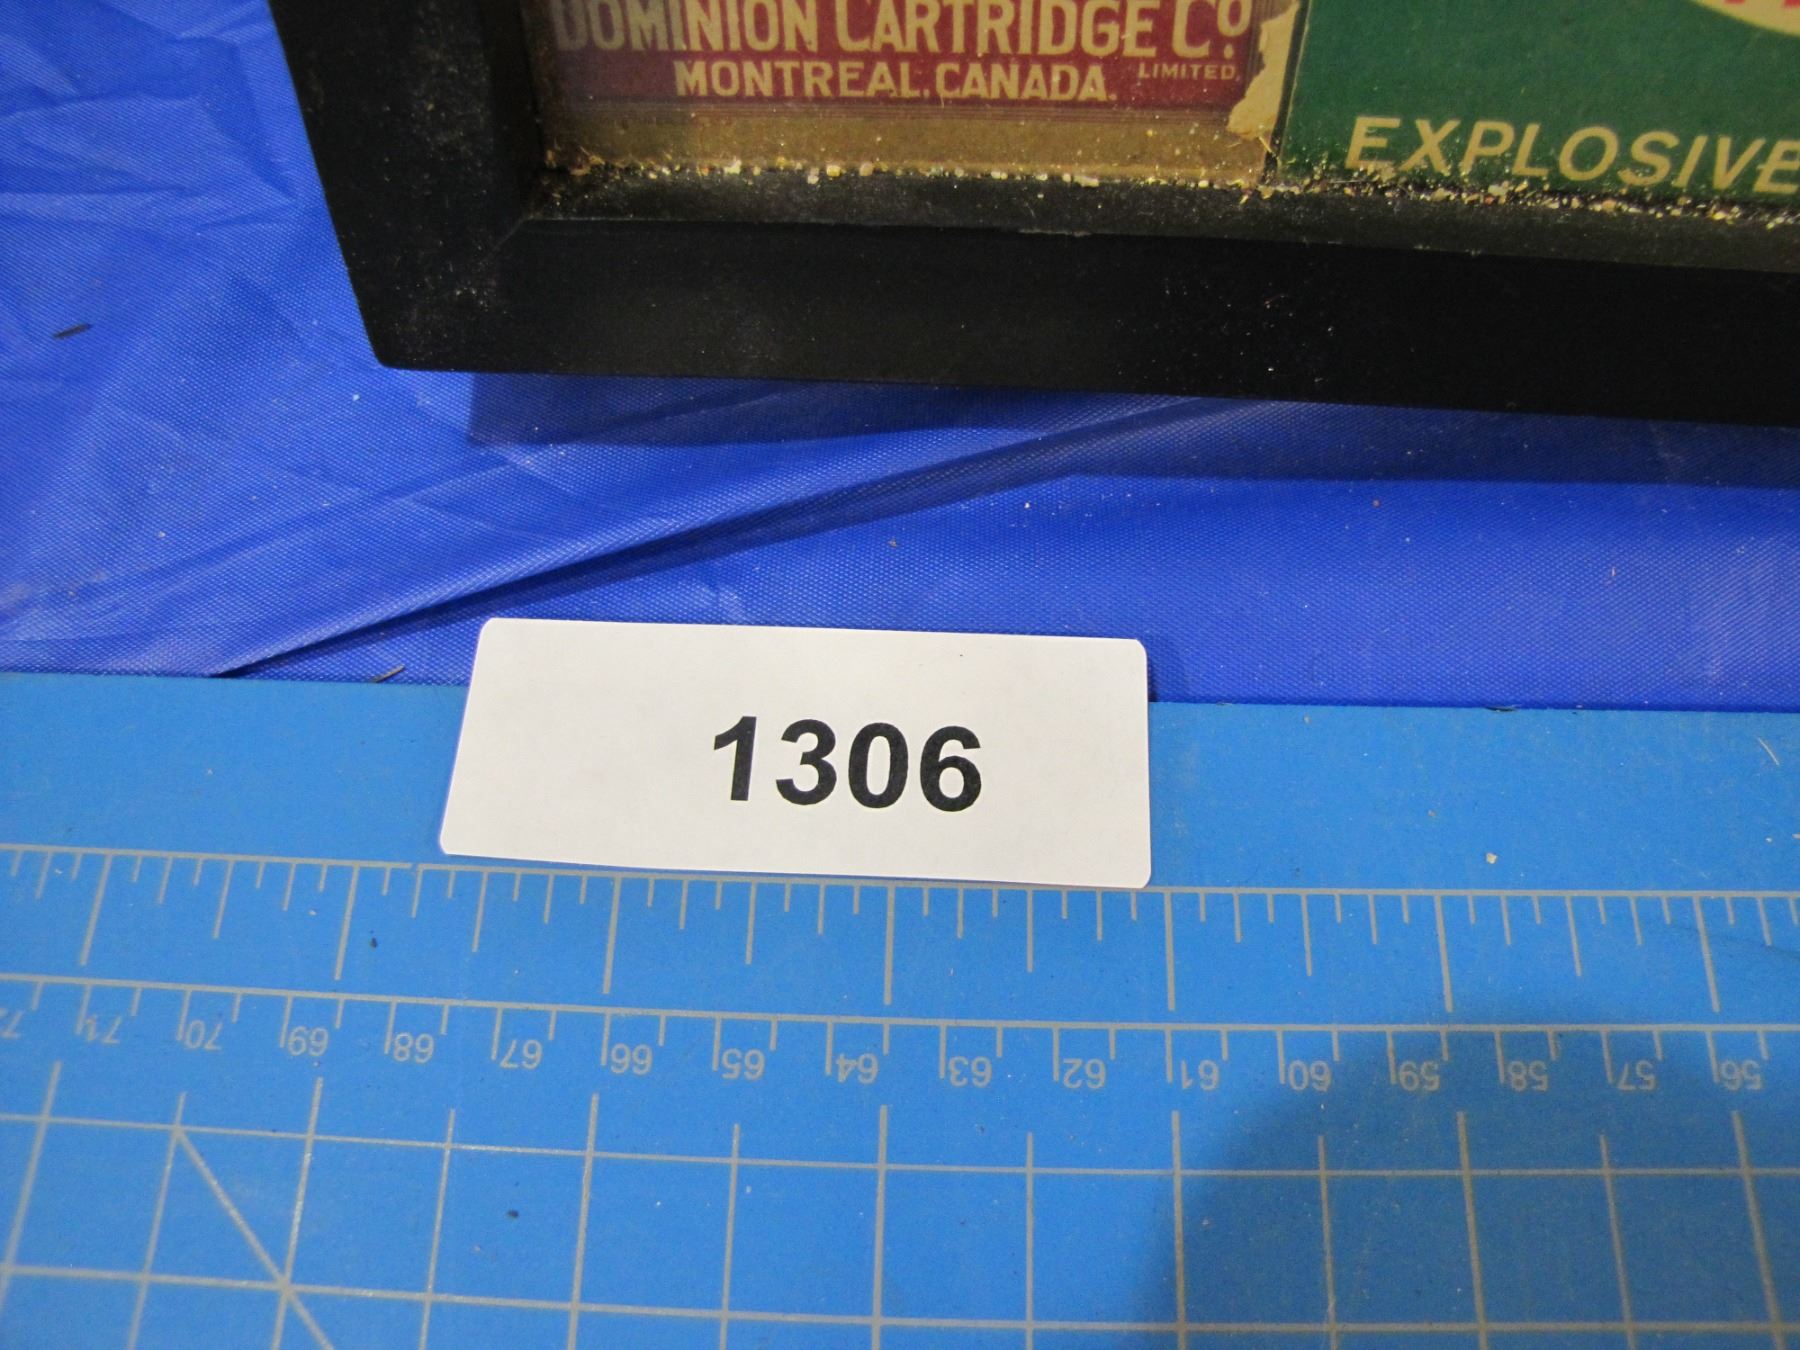 DOMINION CARTRIDGE Co.
MONTREAL, CANADA. LIMITED,
EXPLOSIVE
1306
72 71 70 69 68 67 66 65 64 63 62 61 60 59 58 57 56